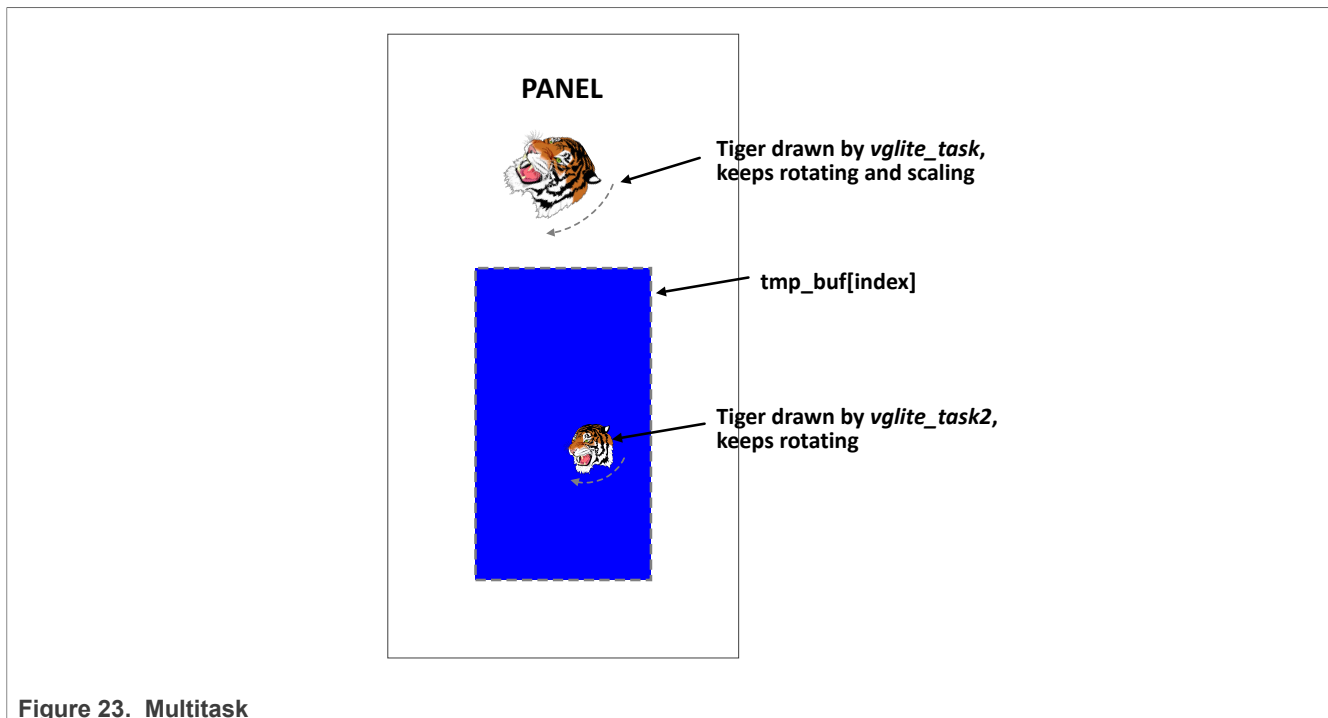 PANEL
Tiger drawn by vglite_task,
keeps rotating and scaling
tmp_buf[index]
Tiger drawn by vglite_task2,
keeps rotating
Figure 23. Multitask